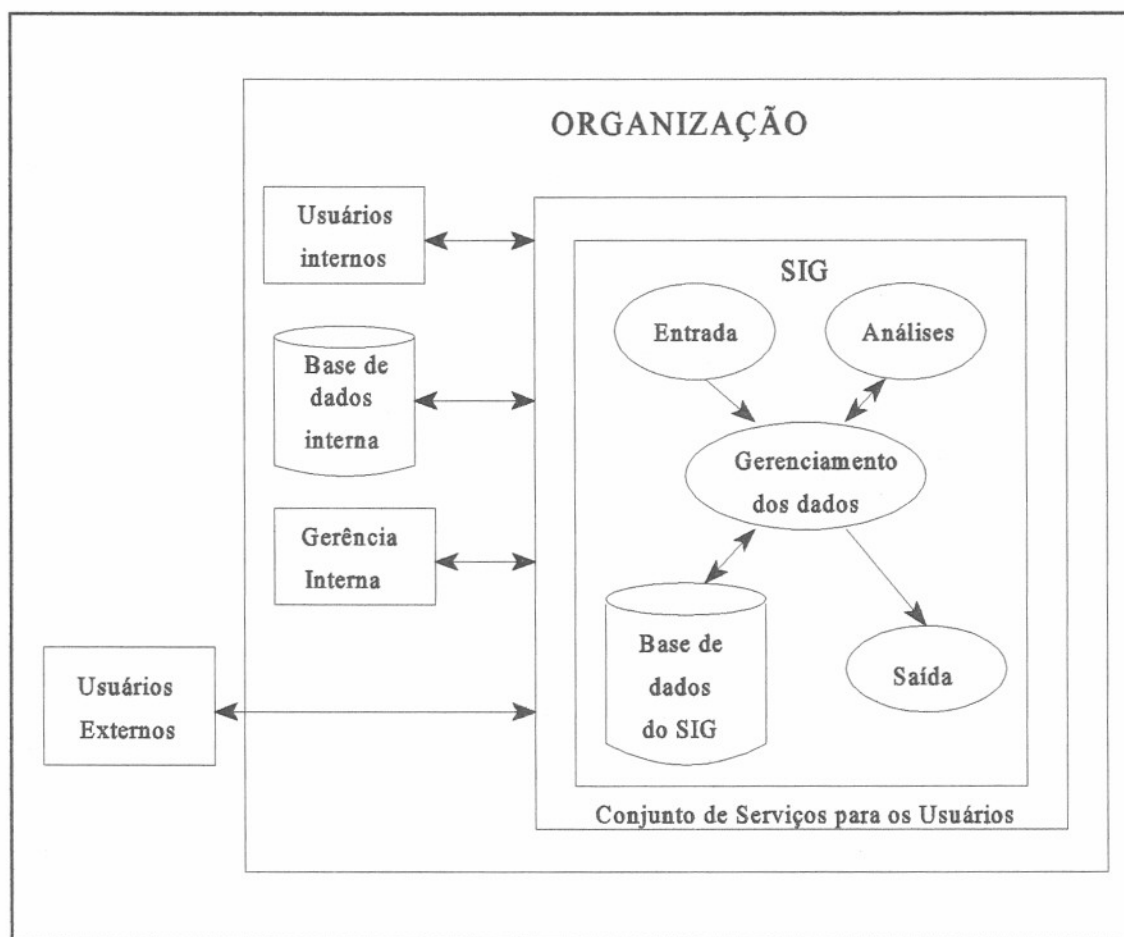 ORGANIZAÇÃO
Usuários
internos
Base de
dados
interna
Gerência
Interna
Usuários
Externos
SIG
Entrada
Análises
Gerenciamento
dos dados
Base de
dados
do SIG
Saída
Conjunto de Serviços para os Usuários